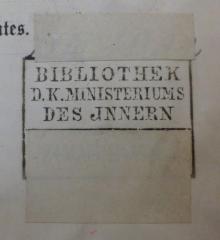 ates.
BIBLIOTHEK
D.K.MINISTERIUMS
DES JNNERN